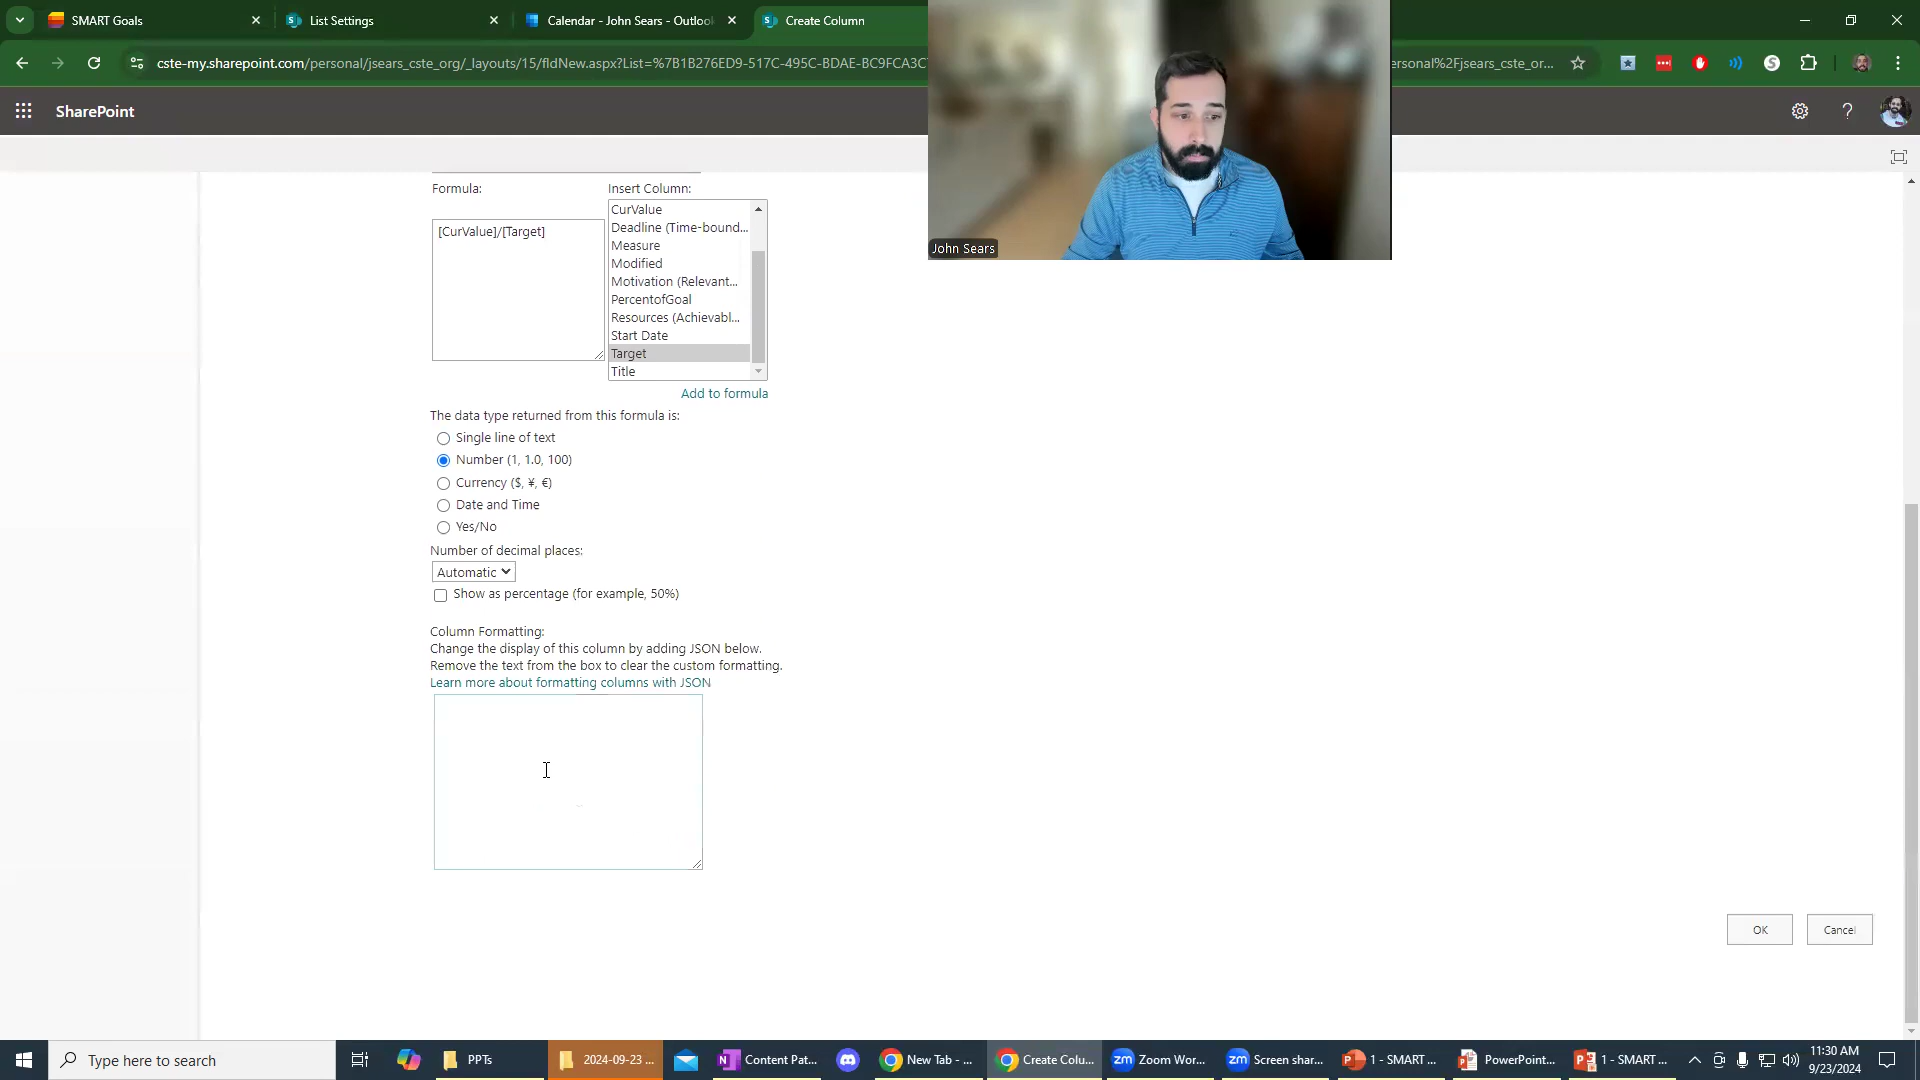 SMART Goals
List Settings
Calendar - John Sears - Outlook
Create Column
cste-my.sharepoint.com/personal/jsears_cste_org/_layouts/15/fldNew.aspx?List=%7B1B276ED9-517C-495C-BDAE-BC9FCA3C
ersonal%2Fjsears_cste_or...
SharePoint
John Sears
Formula:
Insert Column:
[CurValue]/[Target]
CurValue
Deadline (Time-bound...
Measure
Modified
Motivation (Relevant...
PercentofGoal
Resources (Achievabl...
Start Date
Target
Title
Add to formula
The data type returned from this formula is:
Single line of text
Number (1, 1.0, 100)
Currency ($, ¥, €)
Date and Time
Yes/No
Number of decimal places:
Automatic
Show as percentage (for example, 50%)
Column Formatting:
Change the display of this column by adding JSON below.
Remove the text from the box to clear the custom formatting.
Learn more about formatting columns with JSON
OK
Cancel
Type here to search
PPTs
2024-09-23 ...
Content Pat...
New Tab - ...
Create Colu...
Zoom Wor...
Screen shar...
1 - SMART ...
PowerPoint...
1 - SMART ...
11:30 AM
9/23/2024